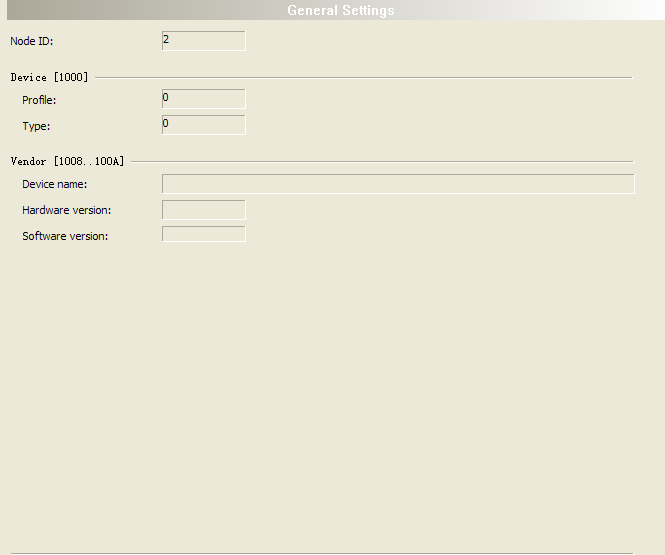 General Settings
Node ID: 2
Device [1000]
Profile: 0
Type: 0
Vendor [1008..100A]
Device name:
Hardware version:
Software version: